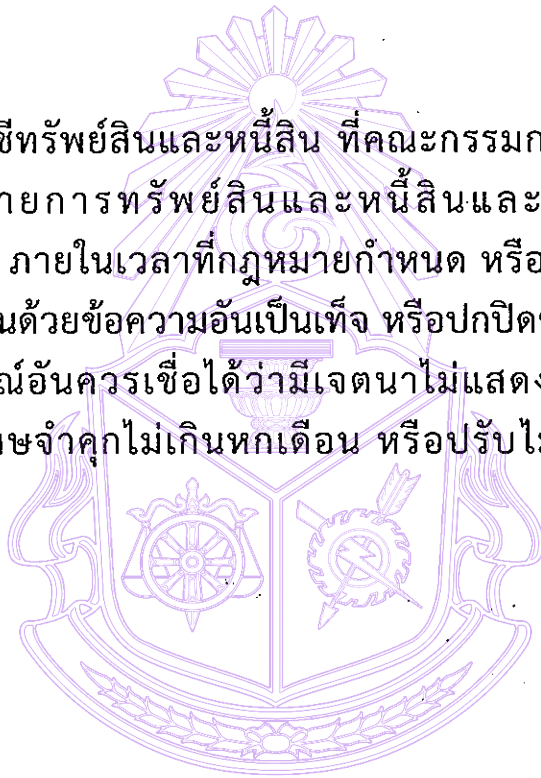 ชีทรัพย์สินและหนี้สิน ที่คณะกรรมก
ายการทรัพย์สินและหนี้สินและ
ภายในเวลาที่กฎหมายกำหนด หรือ
นด้วยข้อความอันเป็นเท็จ หรือปกปิดข
ณ์อันควรเชื่อได้ว่ามีเจตนาไม่แสดง
ทษจำคุกไม่เกินหกเดือน หรือปรับไม